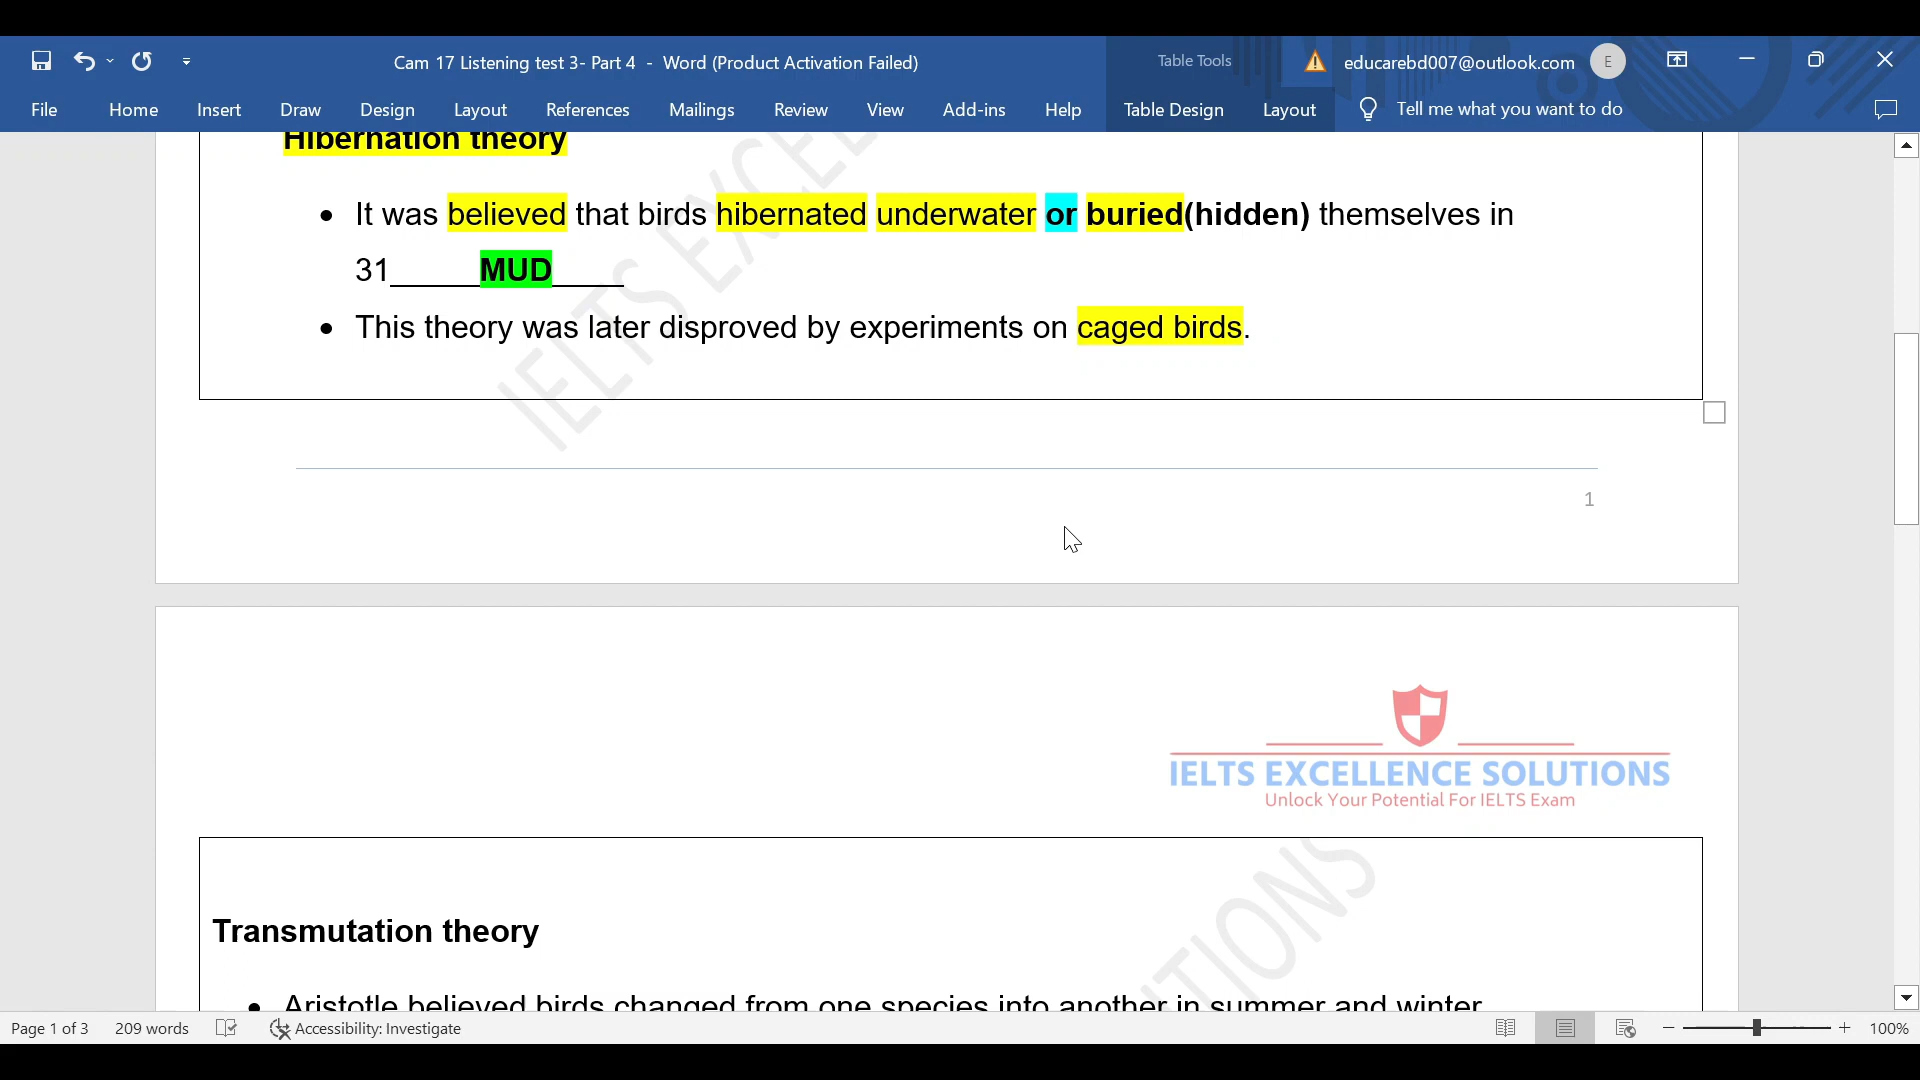 Cam 17 Listening test 3- Part 4 - Word (Product Activation Failed)
Table Tools
educarebd007@outlook.com
E
File Home Insert Draw Design Layout References Mailings Review View Add-ins Help Table Design Layout Tell me what you want to do
Hibernation theory
• It was believed that birds hibernated underwater or buried(hidden) themselves in
31_____MUD____
• This theory was later disproved by experiments on caged birds.
IELTS EXCEL
1
IELTS EXCELLENCE SOLUTIONS
Unlock Your Potential For IELTS Exam
Transmutation theory
• Aristotle believed birds changed from one species into another in summer and winter
TIONS
Page 1 of 3 209 words Accessibility: Investigate 100%